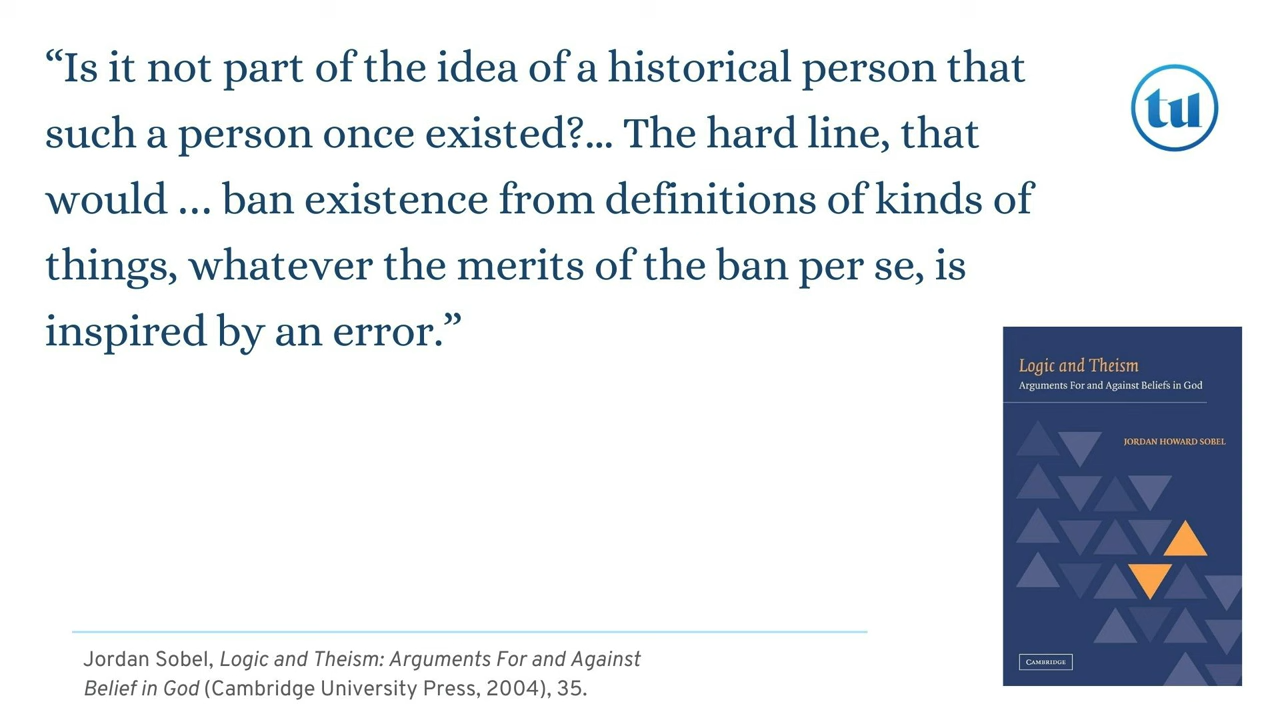 “Is it not part of the idea of a historical person that
such a person once existed?... The hard line, that
would ... ban existence from definitions of kinds of
things, whatever the merits of the ban per se, is
inspired by an error.”
tu
Logic and Theism
Arguments For and Against Beliefs in God
JORDAN HOWARD SOBEL
CAMBRIDGE
Jordan Sobel, Logic and Theism: Arguments For and Against
Belief in God (Cambridge University Press, 2004), 35.